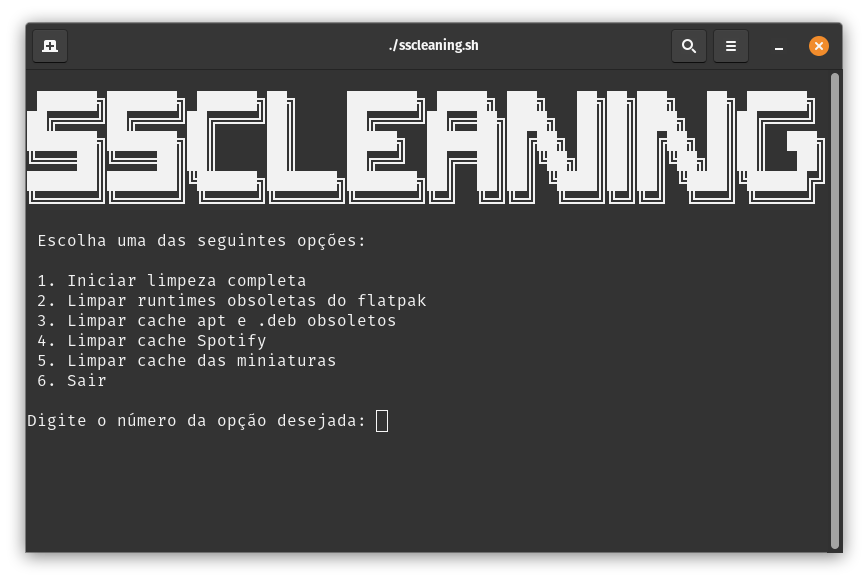 ./sscleaning.sh
SSCLEANING
Escolha uma das seguintes opções:
1. Iniciar limpeza completa
2. Limpar runtimes obsoletas do flatpak
3. Limpar cache apt e .deb obsoletos
4. Limpar cache Spotify
5. Limpar cache das miniaturas
6. Sair
Digite o número da opção desejada: